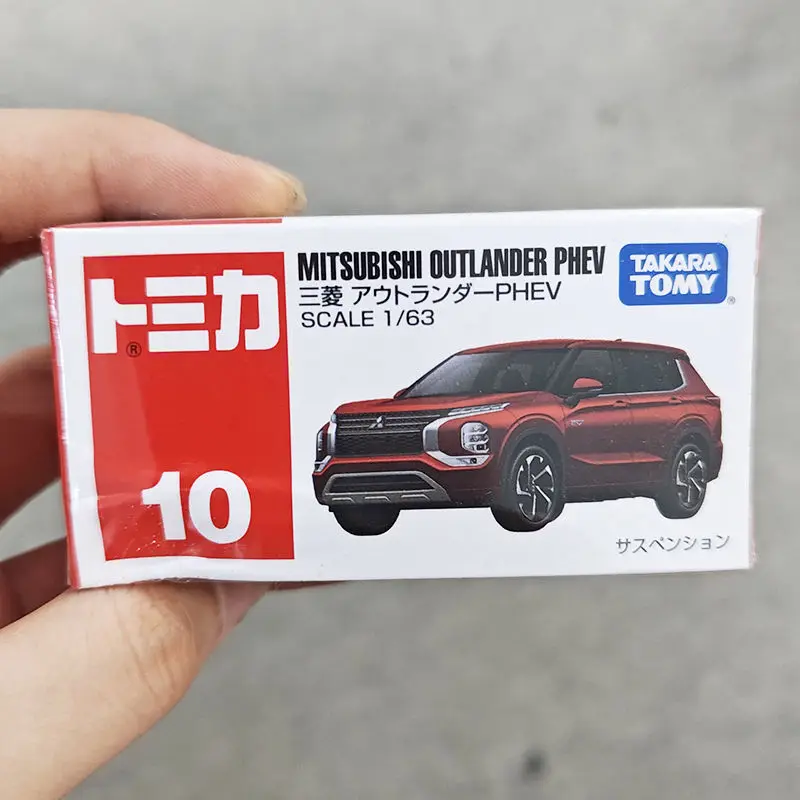 トミカ®
10
MITSUBISHI OUTLANDER PHEV
三菱 アウトランダーPHEV
SCALE 1/63
TAKARA
TOMY®
サスペンション